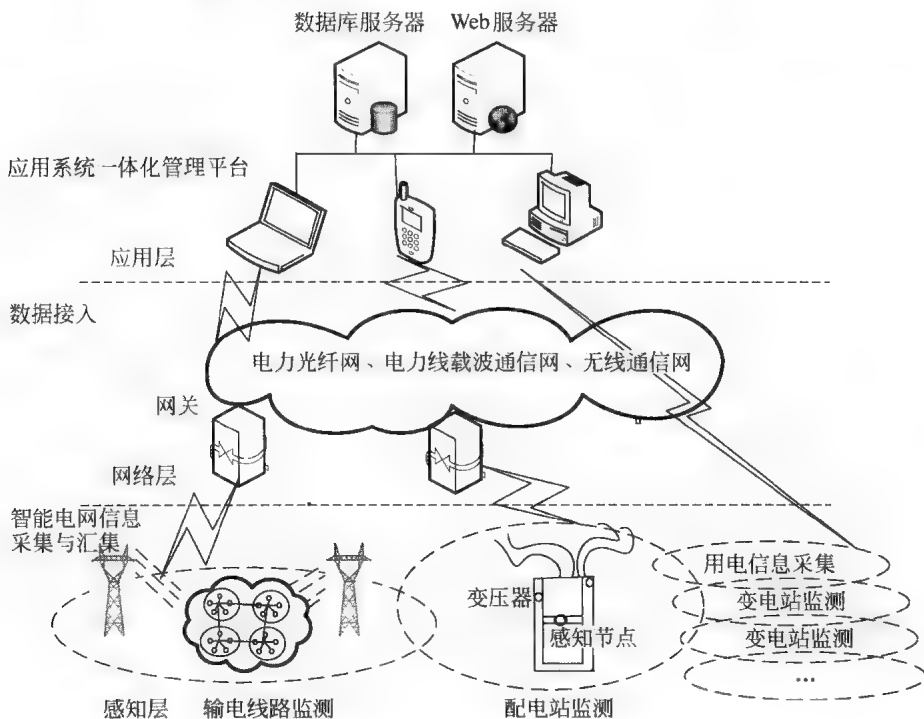 数据库服务器 Web服务器
应用系统一体化管理平台
应用层
数据接入
电力光纤网、电力线载波通信网、无线通信网
网关
网络层
智能电网信息
采集与汇集
用电信息采集
变压器
变电站监测
感知节点
变电站监测
...
感知层 输电线路监测 配电站监测